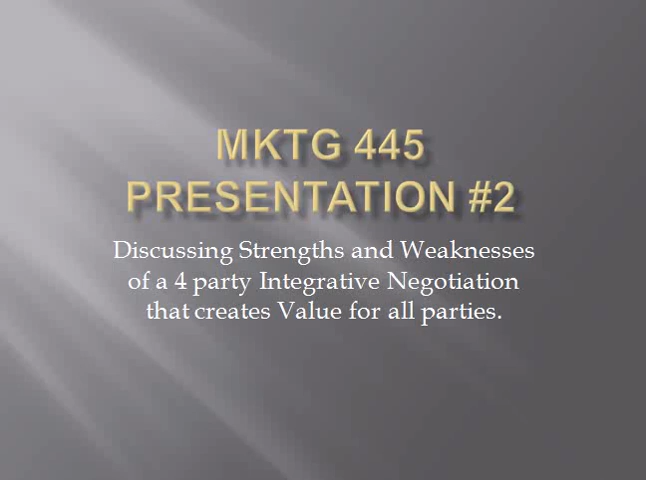 MKTG 445
PRESENTATION #2
Discussing Strengths and Weaknesses
of a 4 party Integrative Negotiation
that creates Value for all parties.